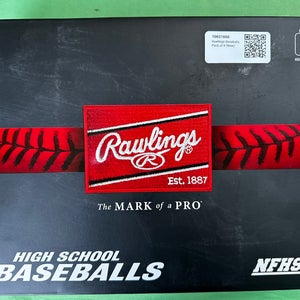 Rawlings
R
Est. 1887
The MARK of a PRO
HIGH SCHOOL
BASEBALLS
NFHS